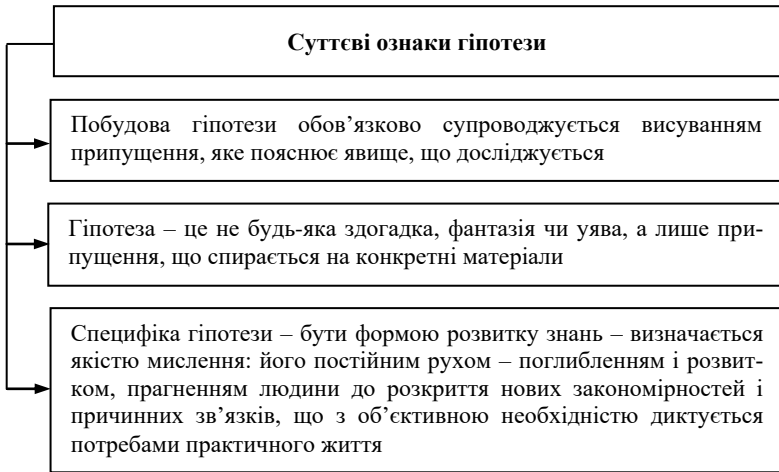 Суттєві ознаки гіпотези
Побудова гіпотези обов’язково супроводжується висуванням
припущення, яке пояснює явище, що досліджується
Гіпотеза – це не будь-яка здогадка, фантазія чи уява, а лише при-
пущення, що спирається на конкретні матеріали
Специфіка гіпотези – бути формою розвитку знань – визначається
якістю мислення: його постійним рухом – поглибленням і розвит-
ком, прагненням людини до розкриття нових закономірностей і
причинних зв’язків, що з об’єктивною необхідністю диктується
потребами практичного життя